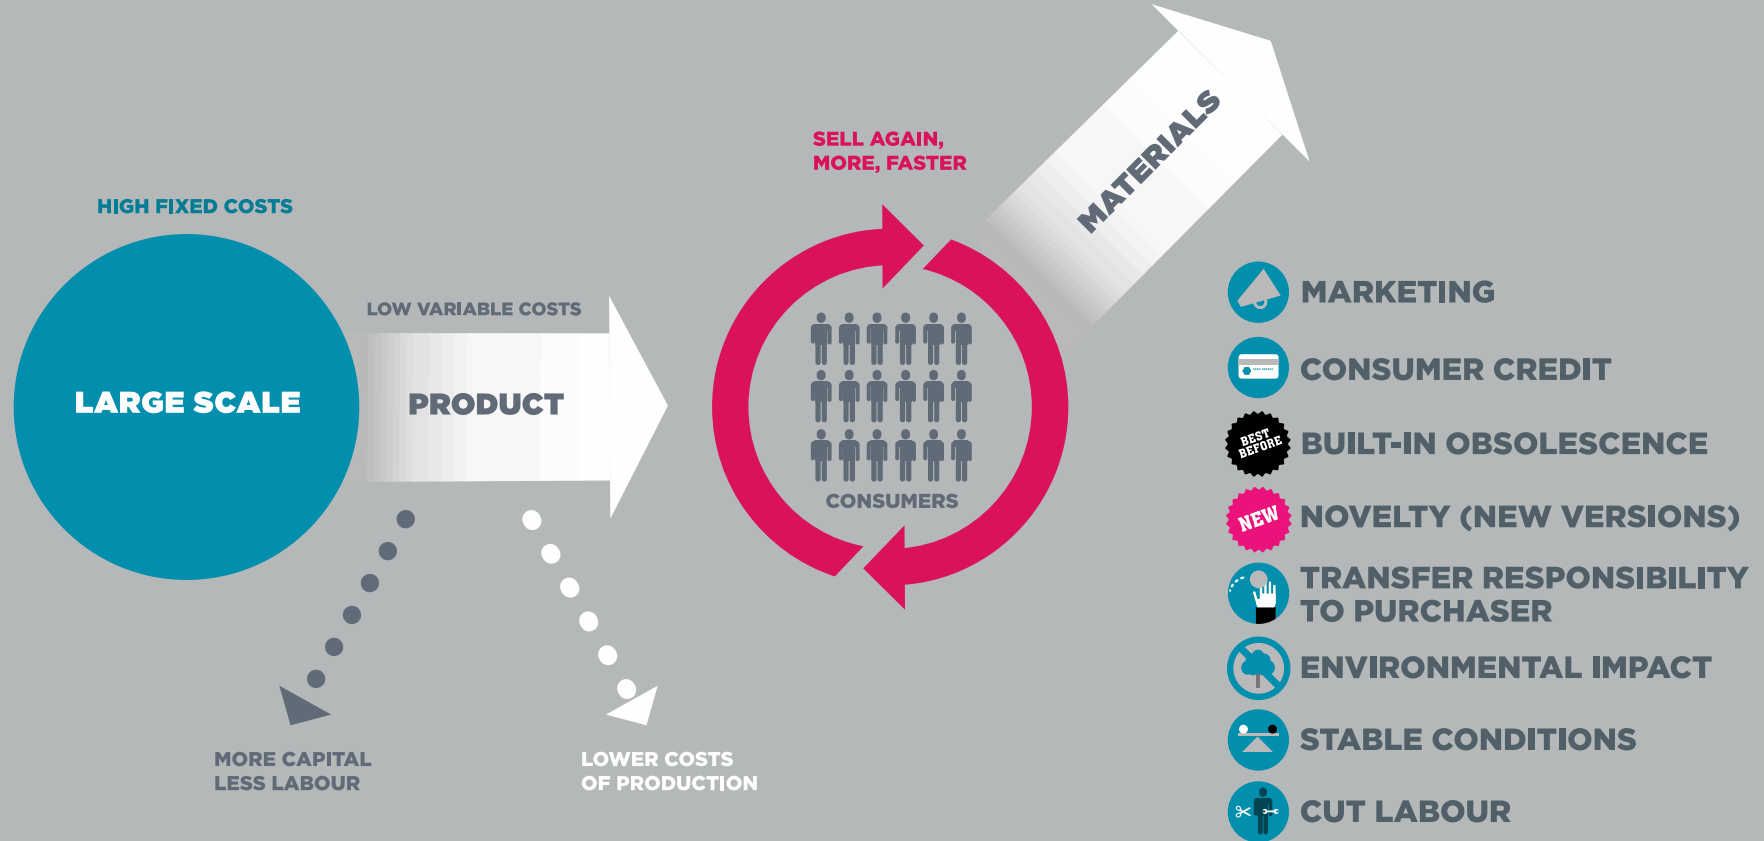 HIGH FIXED COSTS
LARGE SCALE
LOW VARIABLE COSTS
PRODUCT
MORE CAPITAL
LESS LABOUR
LOWER COSTS
OF PRODUCTION
SELL AGAIN,
MORE, FASTER
CONSUMERS
MATERIALS
MARKETING
CONSUMER CREDIT
BEST
BEFORE
BUILT-IN OBSOLESCENCE
NEW
NOVELTY (NEW VERSIONS)
TRANSFER RESPONSIBILITY
TO PURCHASER
ENVIRONMENTAL IMPACT
STABLE CONDITIONS
CUT LABOUR